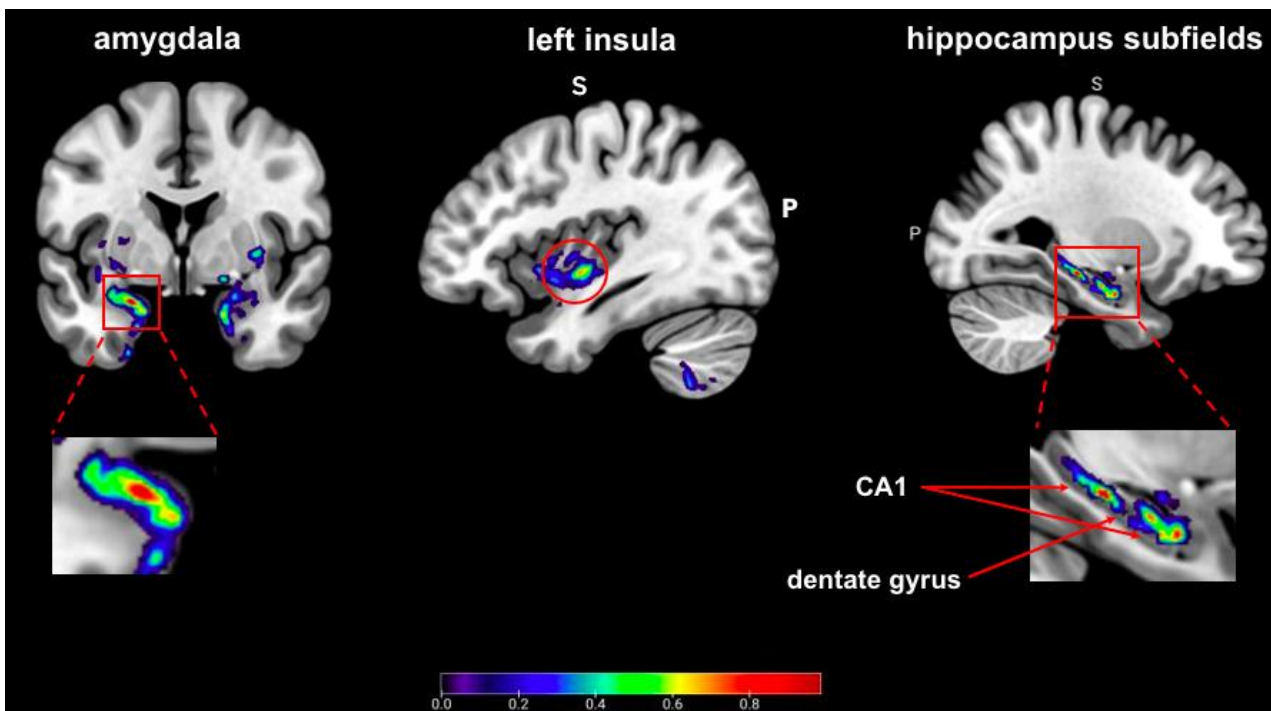 amygdala
left insula
hippocampus subfields
S
S
P
P
CA1
dentate gyrus
0.0 0.2 0.4 0.6 0.8